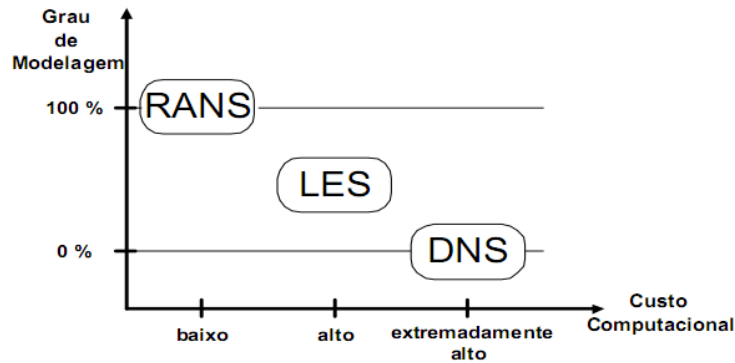 Grau
de
Modelagem
100 %
RANS
LES
0 %
DNS
baixo
alto
extremadamente
alto
Custo
Computacional